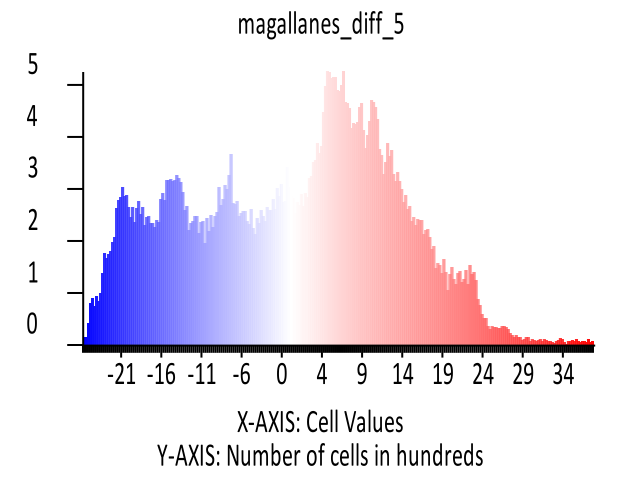 magallanes_diff_5
5
4
3
2
1
0
-21 -16 -11 -6 0 4 9 14 19 24 29 34
X-AXIS: Cell Values
Y-AXIS: Number of cells in hundreds